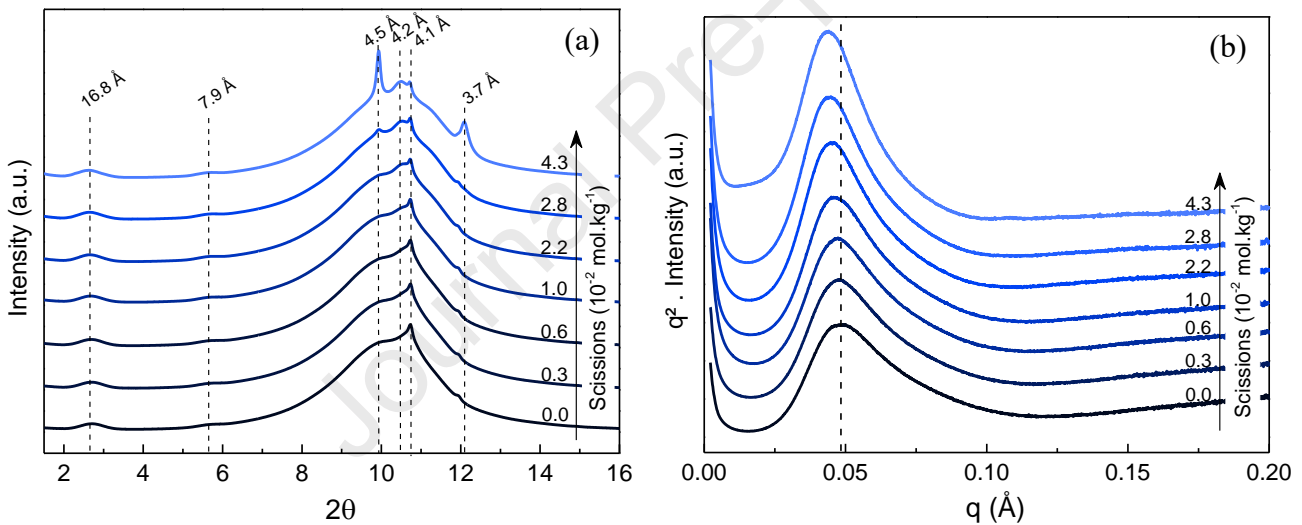 16.8 Å
7.9 Å
4.5 Å
4.2 Å
4.1 Å
3.7 Å
(a)
4.3
2.8
2.2
1.0
0.6
0.3
0.0
Scissions (10⁻² mol.kg⁻¹)
Intensity (a.u.)
2 4 6 8 10 12 14 16
2θ
(b)
4.3
2.8
2.2
1.0
0.6
0.3
0.0
Scissions (10⁻² mol.kg⁻¹)
q² . Intensity (a.u.)
0.00 0.05 0.10 0.15 0.20
q (Å)
Journal Pre-